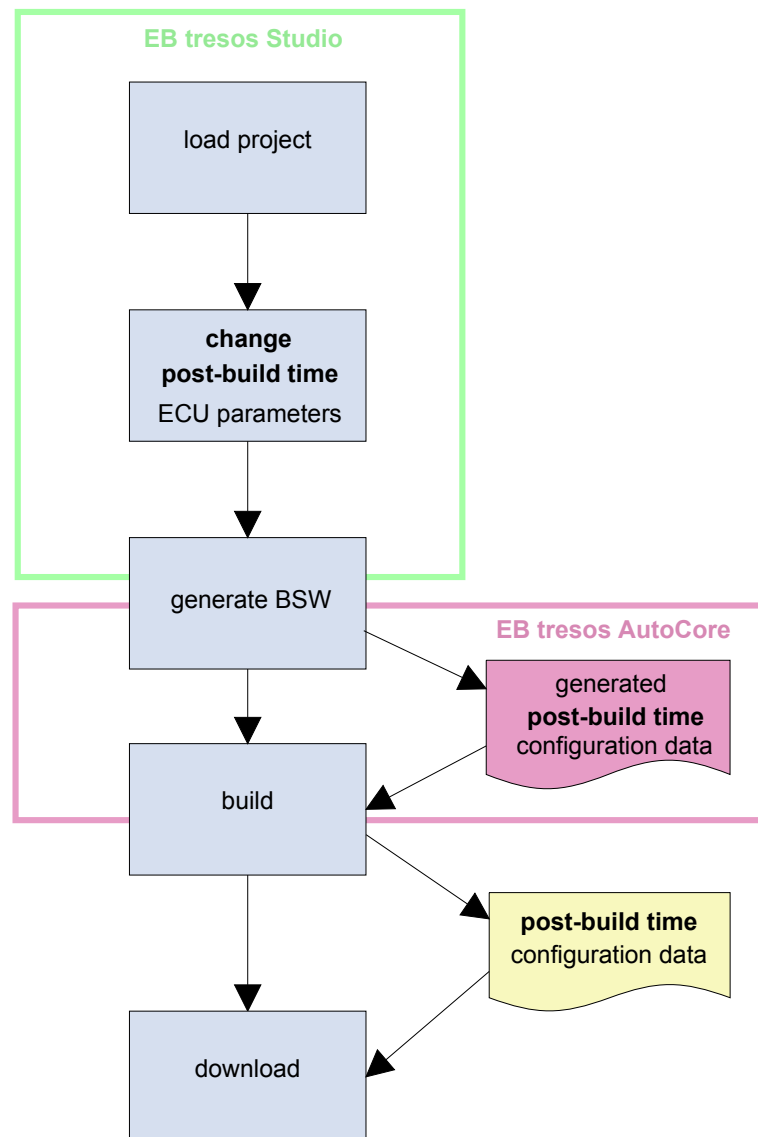 EB tresos Studio
load project
change
post-build time
ECU parameters
generate BSW
EB tresos AutoCore
generated
post-build time
configuration data
build
post-build time
configuration data
download